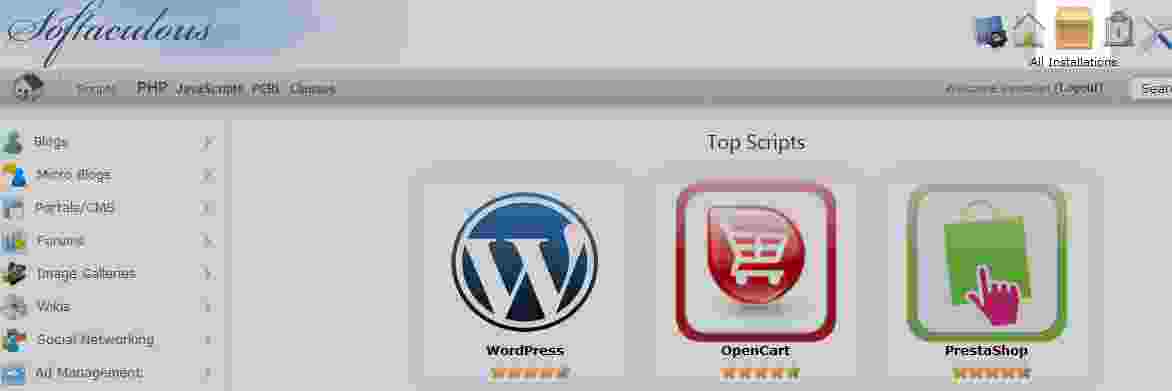 Softaculous
All Installations
Scripts PHP JavaScripts PERL Classes
Welcome (Logout)
Top Scripts
Blogs
Micro Blogs
Portals/CMS
Forums
Image Galleries
Wikis
Social Networking
Ad Management
WordPress OpenCart PrestaShop